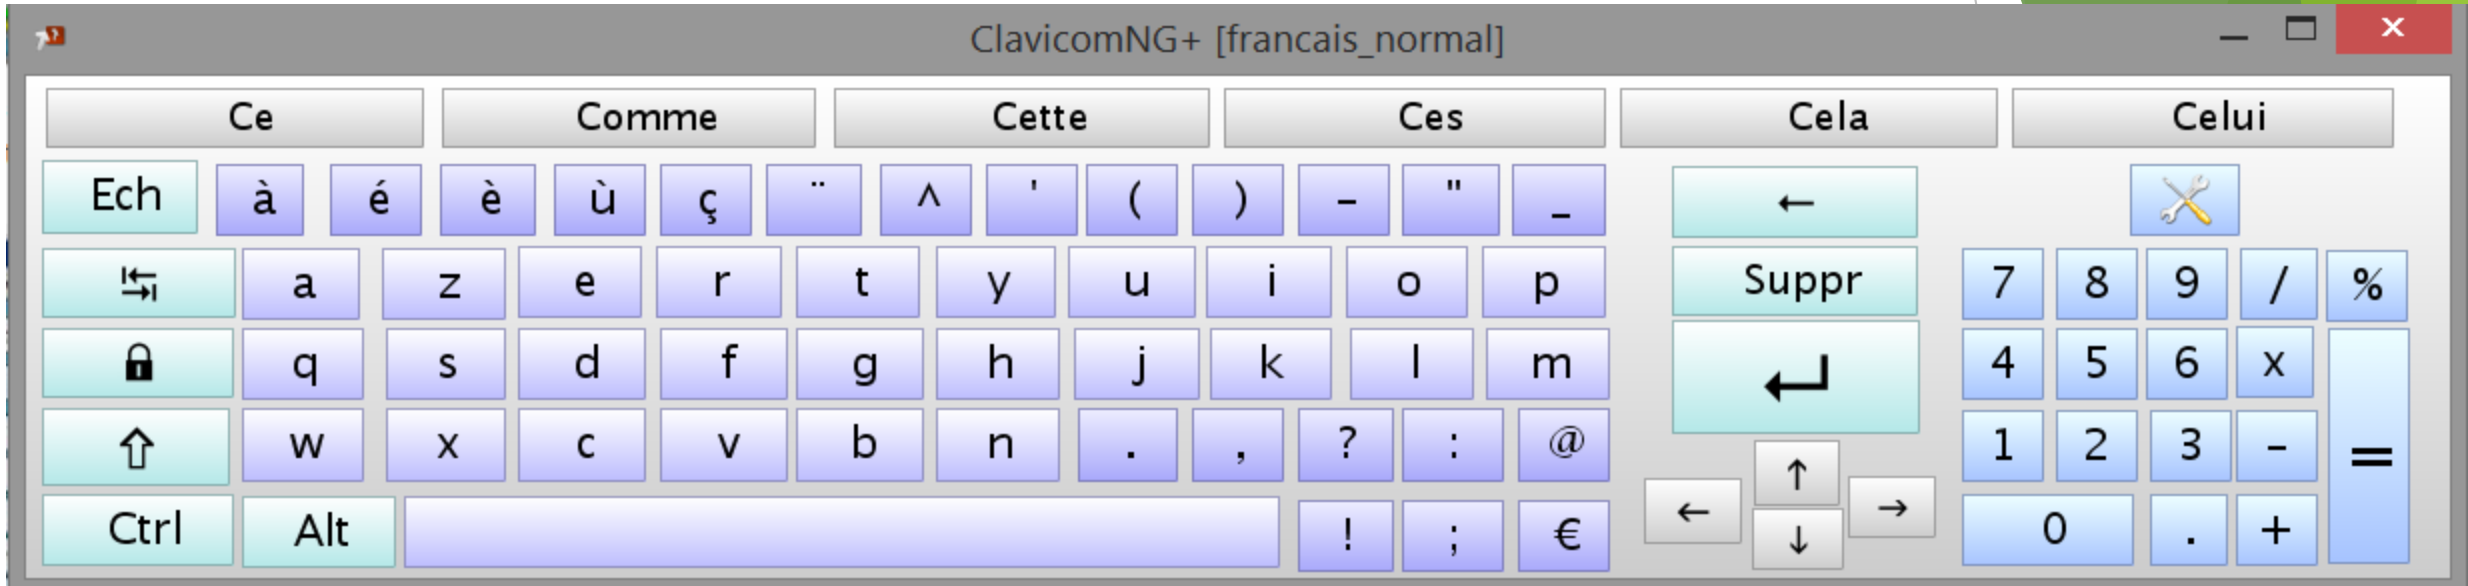 ClavicomNG+ [francais_normal]
Ce Comme Cette Ces Cela Celui
Ech à é è ù ç ¨ ^ ' ( ) - " _ ←
a z e r t y u i o p Suppr 7 8 9 / %
q s d f g h j k l m ↵ 4 5 6 x
⇧ w x c v b n . , ? : @ ↑ 1 2 3 - =
Ctrl Alt ! ; € ← ↓ → 0 . +